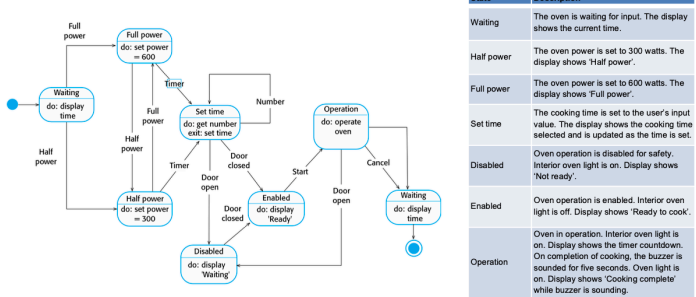 Full
power
Full power
do: set power
= 600
Timer
Waiting
do: display
time
Full
power
Half
power
Half
power
Set time
do: get number
exit: set time
Number
Operation
do: operate
oven
Timer
Door
open
Door
closed
Start
Door
open
Cancel
Half power
do: set power
= 300
Door
closed
Enabled
do: display
'Ready'
Waiting
do: display
time
Disabled
do: display
'Waiting'
State Description
Waiting The oven is waiting for input. The display
shows the current time.
Half power The oven power is set to 300 watts. The
display shows 'Half power'.
Full power The oven power is set to 600 watts. The
display shows 'Full power'.
Set time The cooking time is set to the user's input
value. The display shows the cooking time
selected and is updated as the time is set.
Disabled Oven operation is disabled for safety.
Interior oven light is on. Display shows
'Not ready'.
Enabled Oven operation is enabled. Interior oven
light is off. Display shows 'Ready to cook'.
Operation Oven in operation. Interior oven light is
on. Display shows the timer countdown.
On completion of cooking, the buzzer is
sounded for five seconds. Oven light is
on. Display shows 'Cooking complete'
while buzzer is sounding.